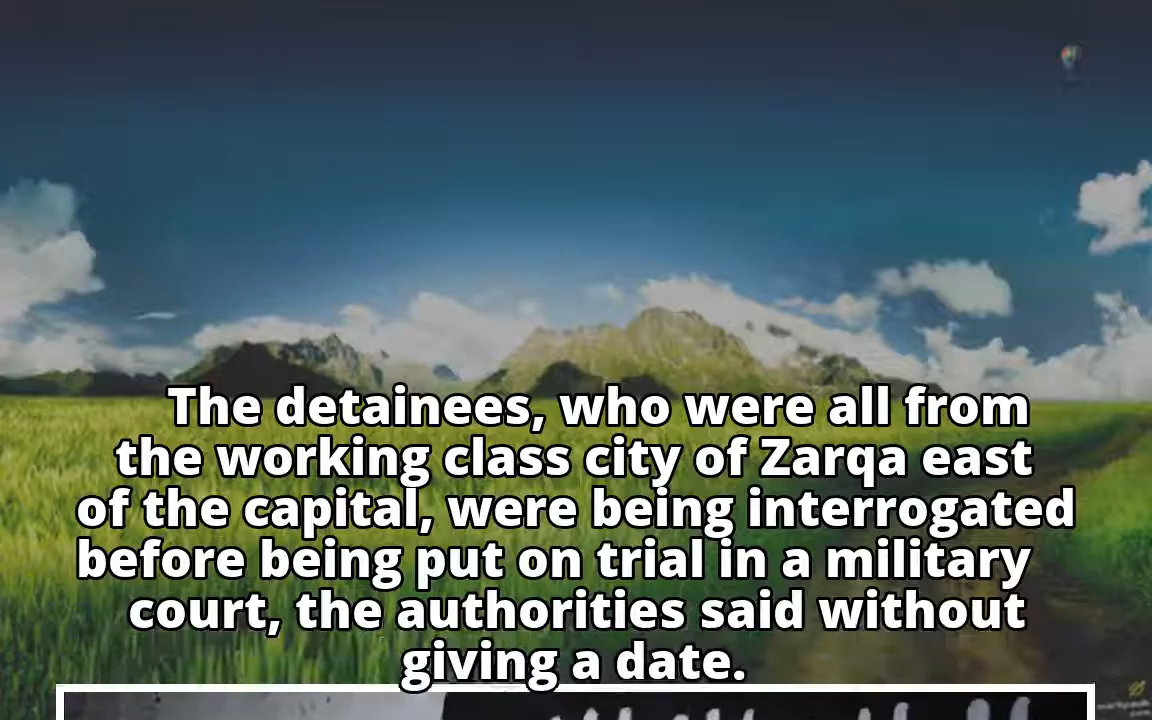 The detainees, who were all from
the working class city of Zarqa east
of the capital, were being interrogated
before being put on trial in a military
court, the authorities said without
giving a date.